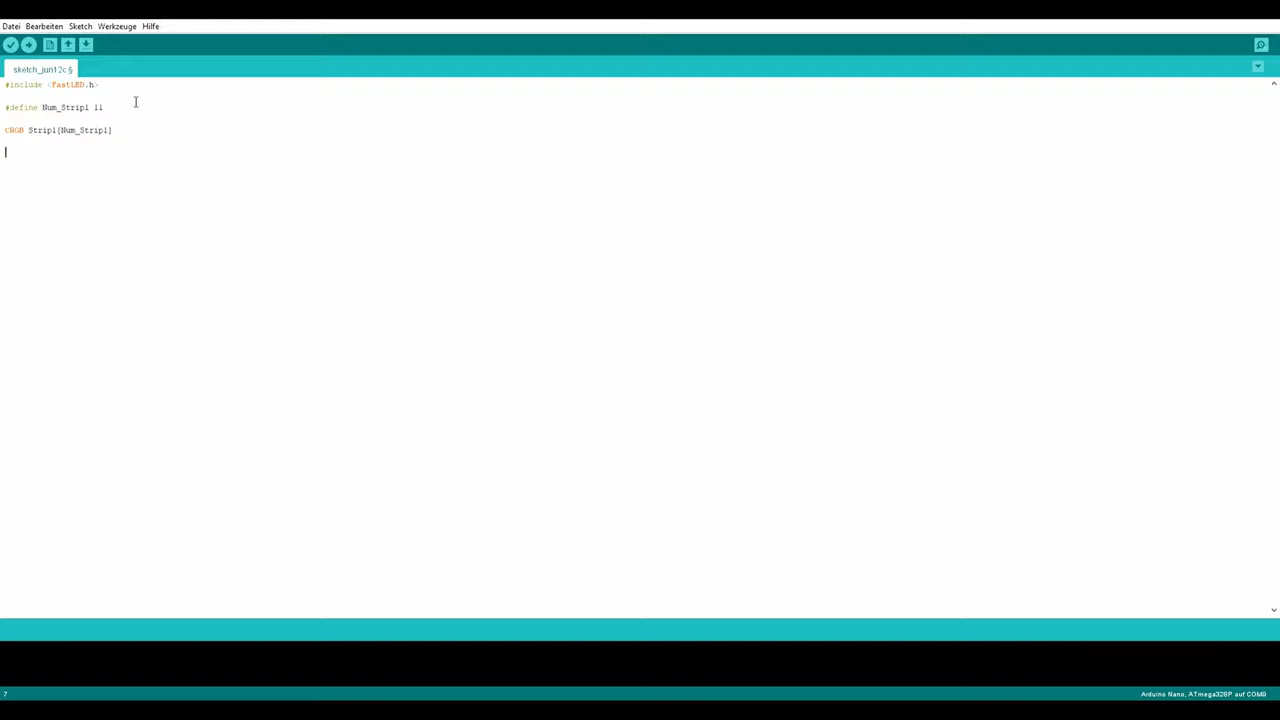 Datei Bearbeiten Sketch Werkzeuge Hilfe
sketch_jun12c §
#include <FastLED.h>
#define Num_Strip1 11
CRGB Strip1[Num_Strip1]
7
Arduino Nano, ATmega328P auf COM9